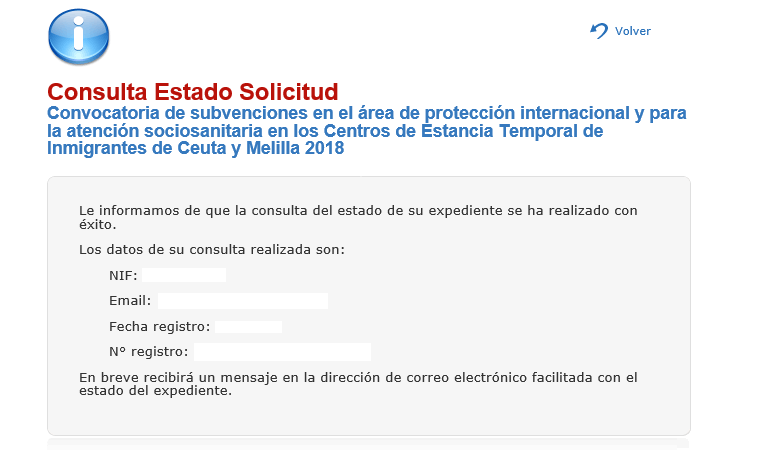 Volver
Consulta Estado Solicitud
Convocatoria de subvenciones en el área de protección internacional y para
la atención sociosanitaria en los Centros de Estancia Temporal de
Inmigrantes de Ceuta y Melilla 2018
Le informamos de que la consulta del estado de su expediente se ha realizado con
éxito.
Los datos de su consulta realizada son:
NIF:
Email:
Fecha registro:
Nº registro:
En breve recibirá un mensaje en la dirección de correo electrónico facilitada con el
estado del expediente.